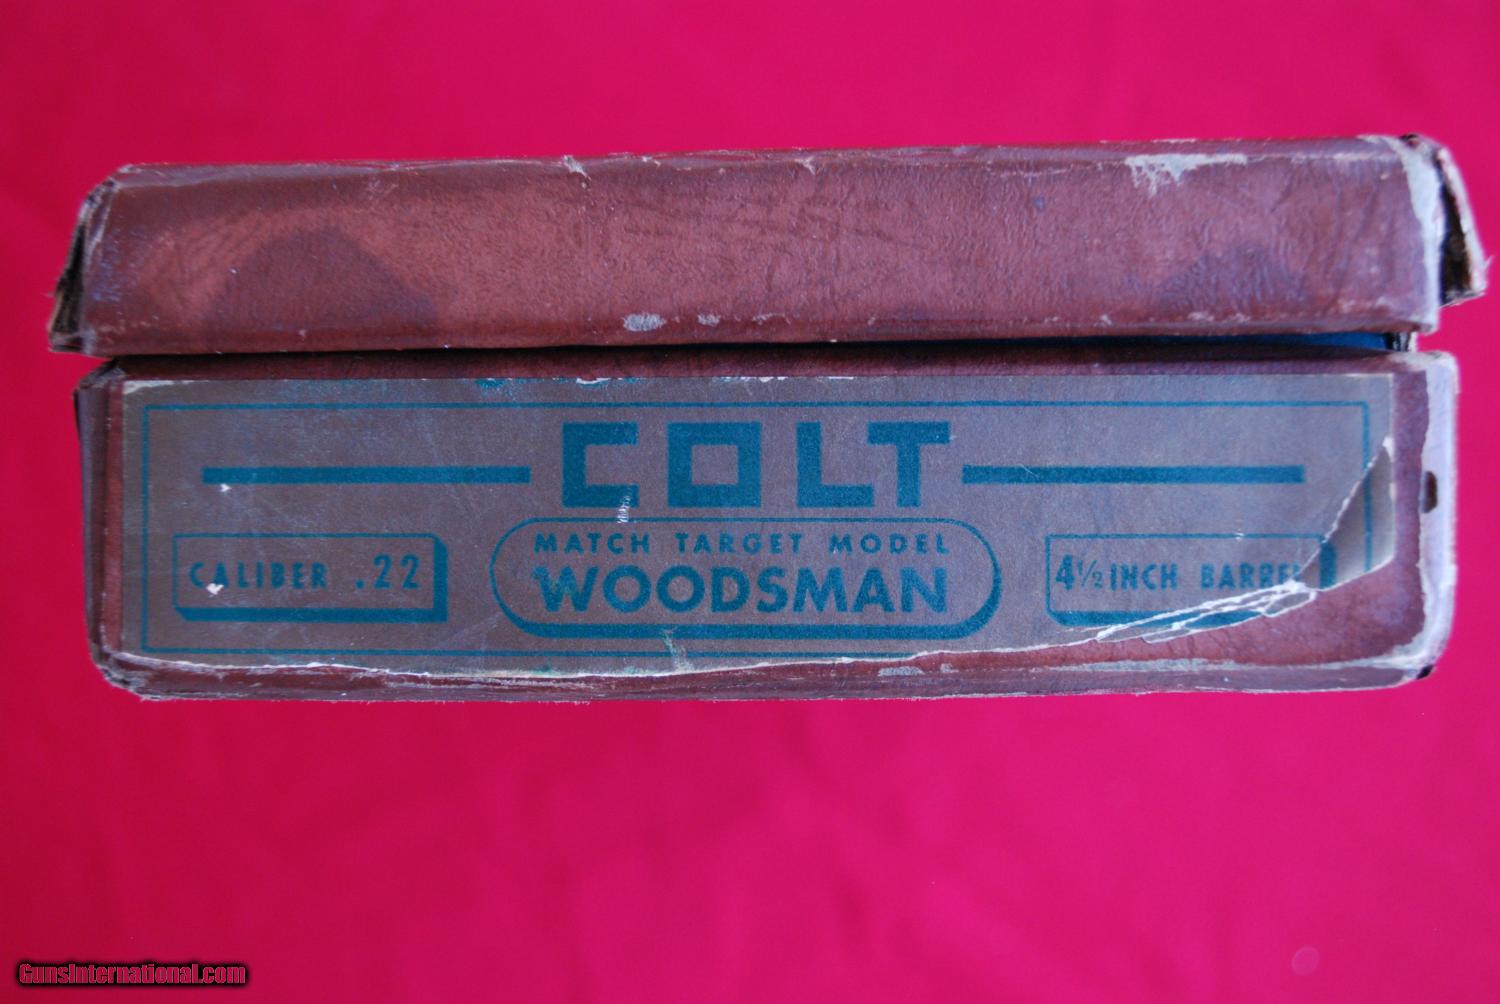 COLT
MATCH TARGET MODEL
WOODSMAN
CALIBER .22
4½ INCH BARREL
GunsInternational.com